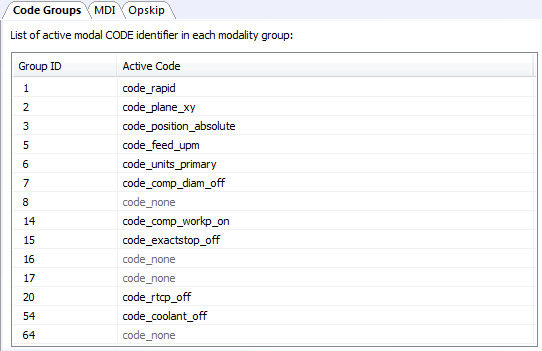 Code Groups MDI Opskip
List of active modal CODE identifier in each modality group:
Group ID Active Code
1 code_rapid
2 code_plane_xy
3 code_position_absolute
5 code_feed_upm
6 code_units_primary
7 code_comp_diam_off
8 code_none
14 code_comp_workp_on
15 code_exactstop_off
16 code_none
17 code_none
20 code_rtcp_off
54 code_coolant_off
64 code_none